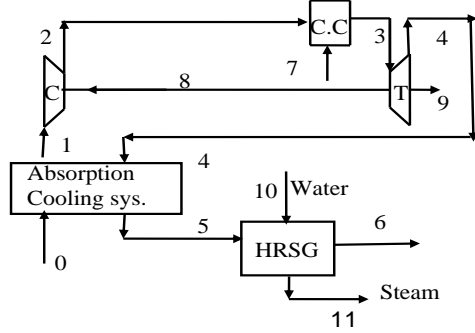 2
C.C
3
4
7
C
8
T
9
1
4
Absorption
Cooling sys.
10
Water
5
6
HRSG
0
Steam
11